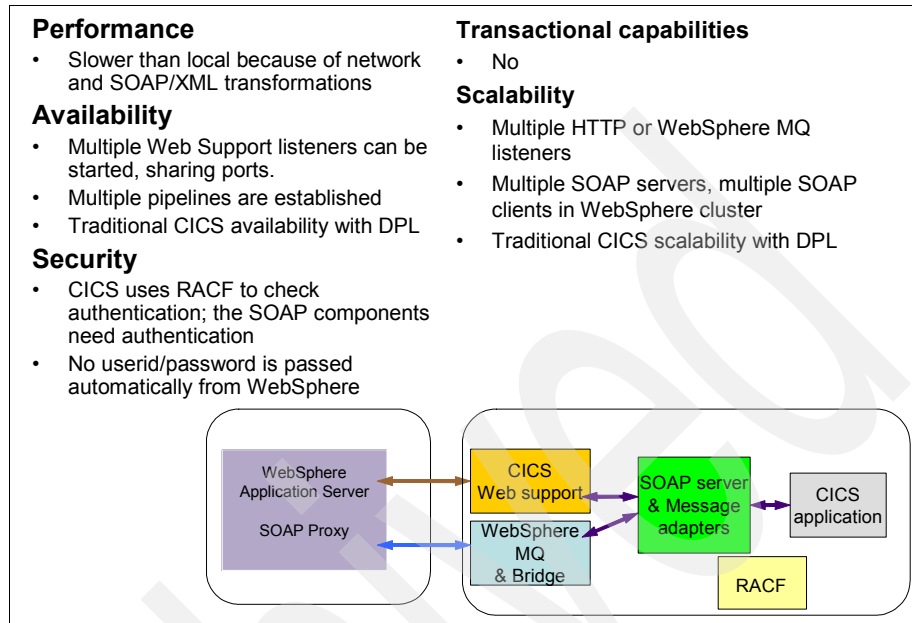 Performance
• Slower than local because of network
and SOAP/XML transformations
Availability
• Multiple Web Support listeners can be
started, sharing ports.
• Multiple pipelines are established
• Traditional CICS availability with DPL
Security
• CICS uses RACF to check
authentication; the SOAP components
need authentication
• No userid/password is passed
automatically from WebSphere
Transactional capabilities
• No
Scalability
• Multiple HTTP or WebSphere MQ
listeners
• Multiple SOAP servers, multiple SOAP
clients in WebSphere cluster
• Traditional CICS scalability with DPL
WebSphere
Application Server
SOAP Proxy
CICS
Web support
WebSphere
MQ
& Bridge
SOAP server
& Message
adapters
CICS
application
RACF